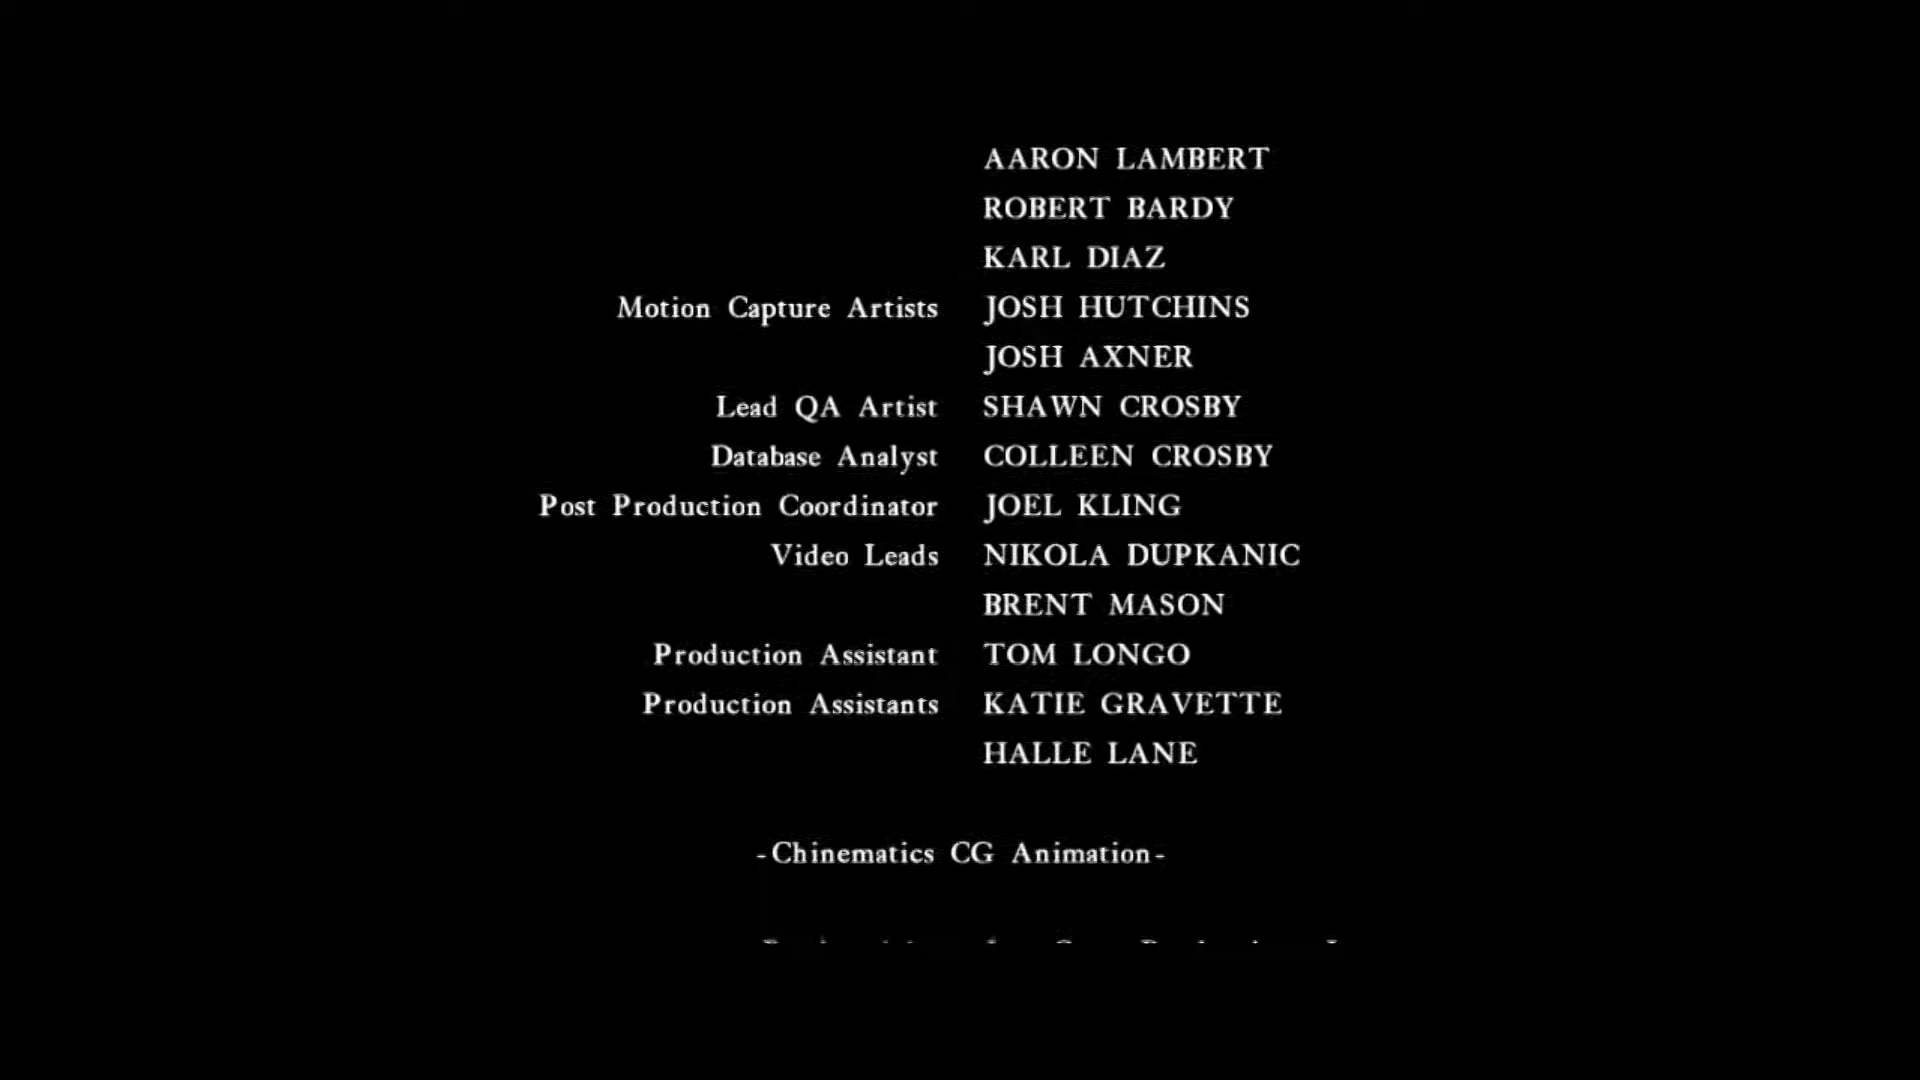 AARON LAMBERT
ROBERT BARDY
KARL DIAZ
Motion Capture Artists JOSH HUTCHINS
JOSH AXNER
Lead QA Artist SHAWN CROSBY
Database Analyst COLLEEN CROSBY
Post Production Coordinator JOEL KLING
Video Leads NIKOLA DUPKANIC
BRENT MASON
Production Assistant TOM LONGO
Production Assistants KATIE GRAVETTE
HALLE LANE
-Chinematics CG Animation-